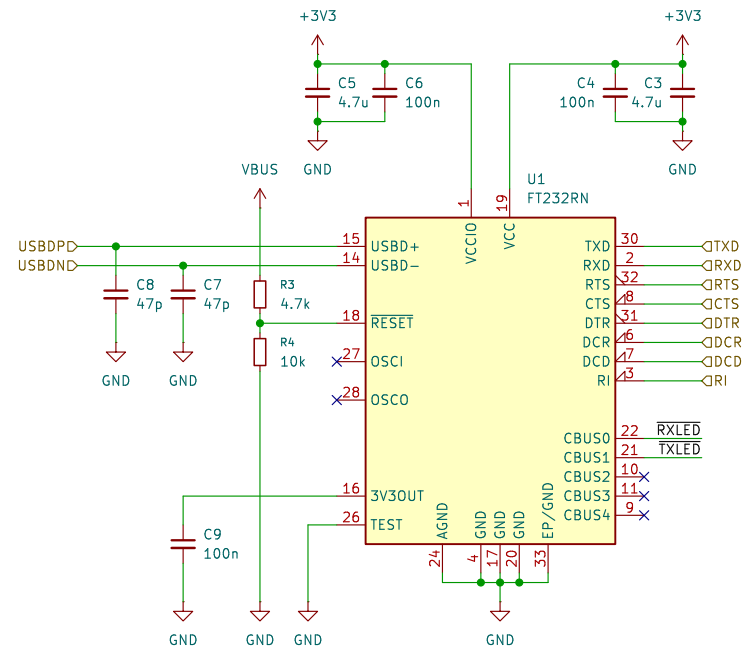 +3V3
+3V3
C5
4.7u
C6
100n
C4
100n
C3
4.7u
GND
GND
VBUS
U1
FT232RN
1
19
VCCIO
VCC
USBDP
15
USBD+
USBDN
14
USBD-
TXD
30
TXD
RXD
2
RXD
RTS
32
RTS
CTS
8
CTS
DTR
31
DTR
DCR
6
DCR
DCD
7
DCD
RI
3
RI
C8
47p
C7
47p
R3
4.7k
18
RESET
R4
10k
GND
GND
27
OSCI
28
OSCO
CBUS0
22
RXLED
CBUS1
21
TXLED
CBUS2
10
CBUS3
11
CBUS4
9
16
3V3OUT
26
TEST
C9
100n
AGND
GND
GND
GND
EP/GND
24
4
17
20
33
GND
GND
GND
GND